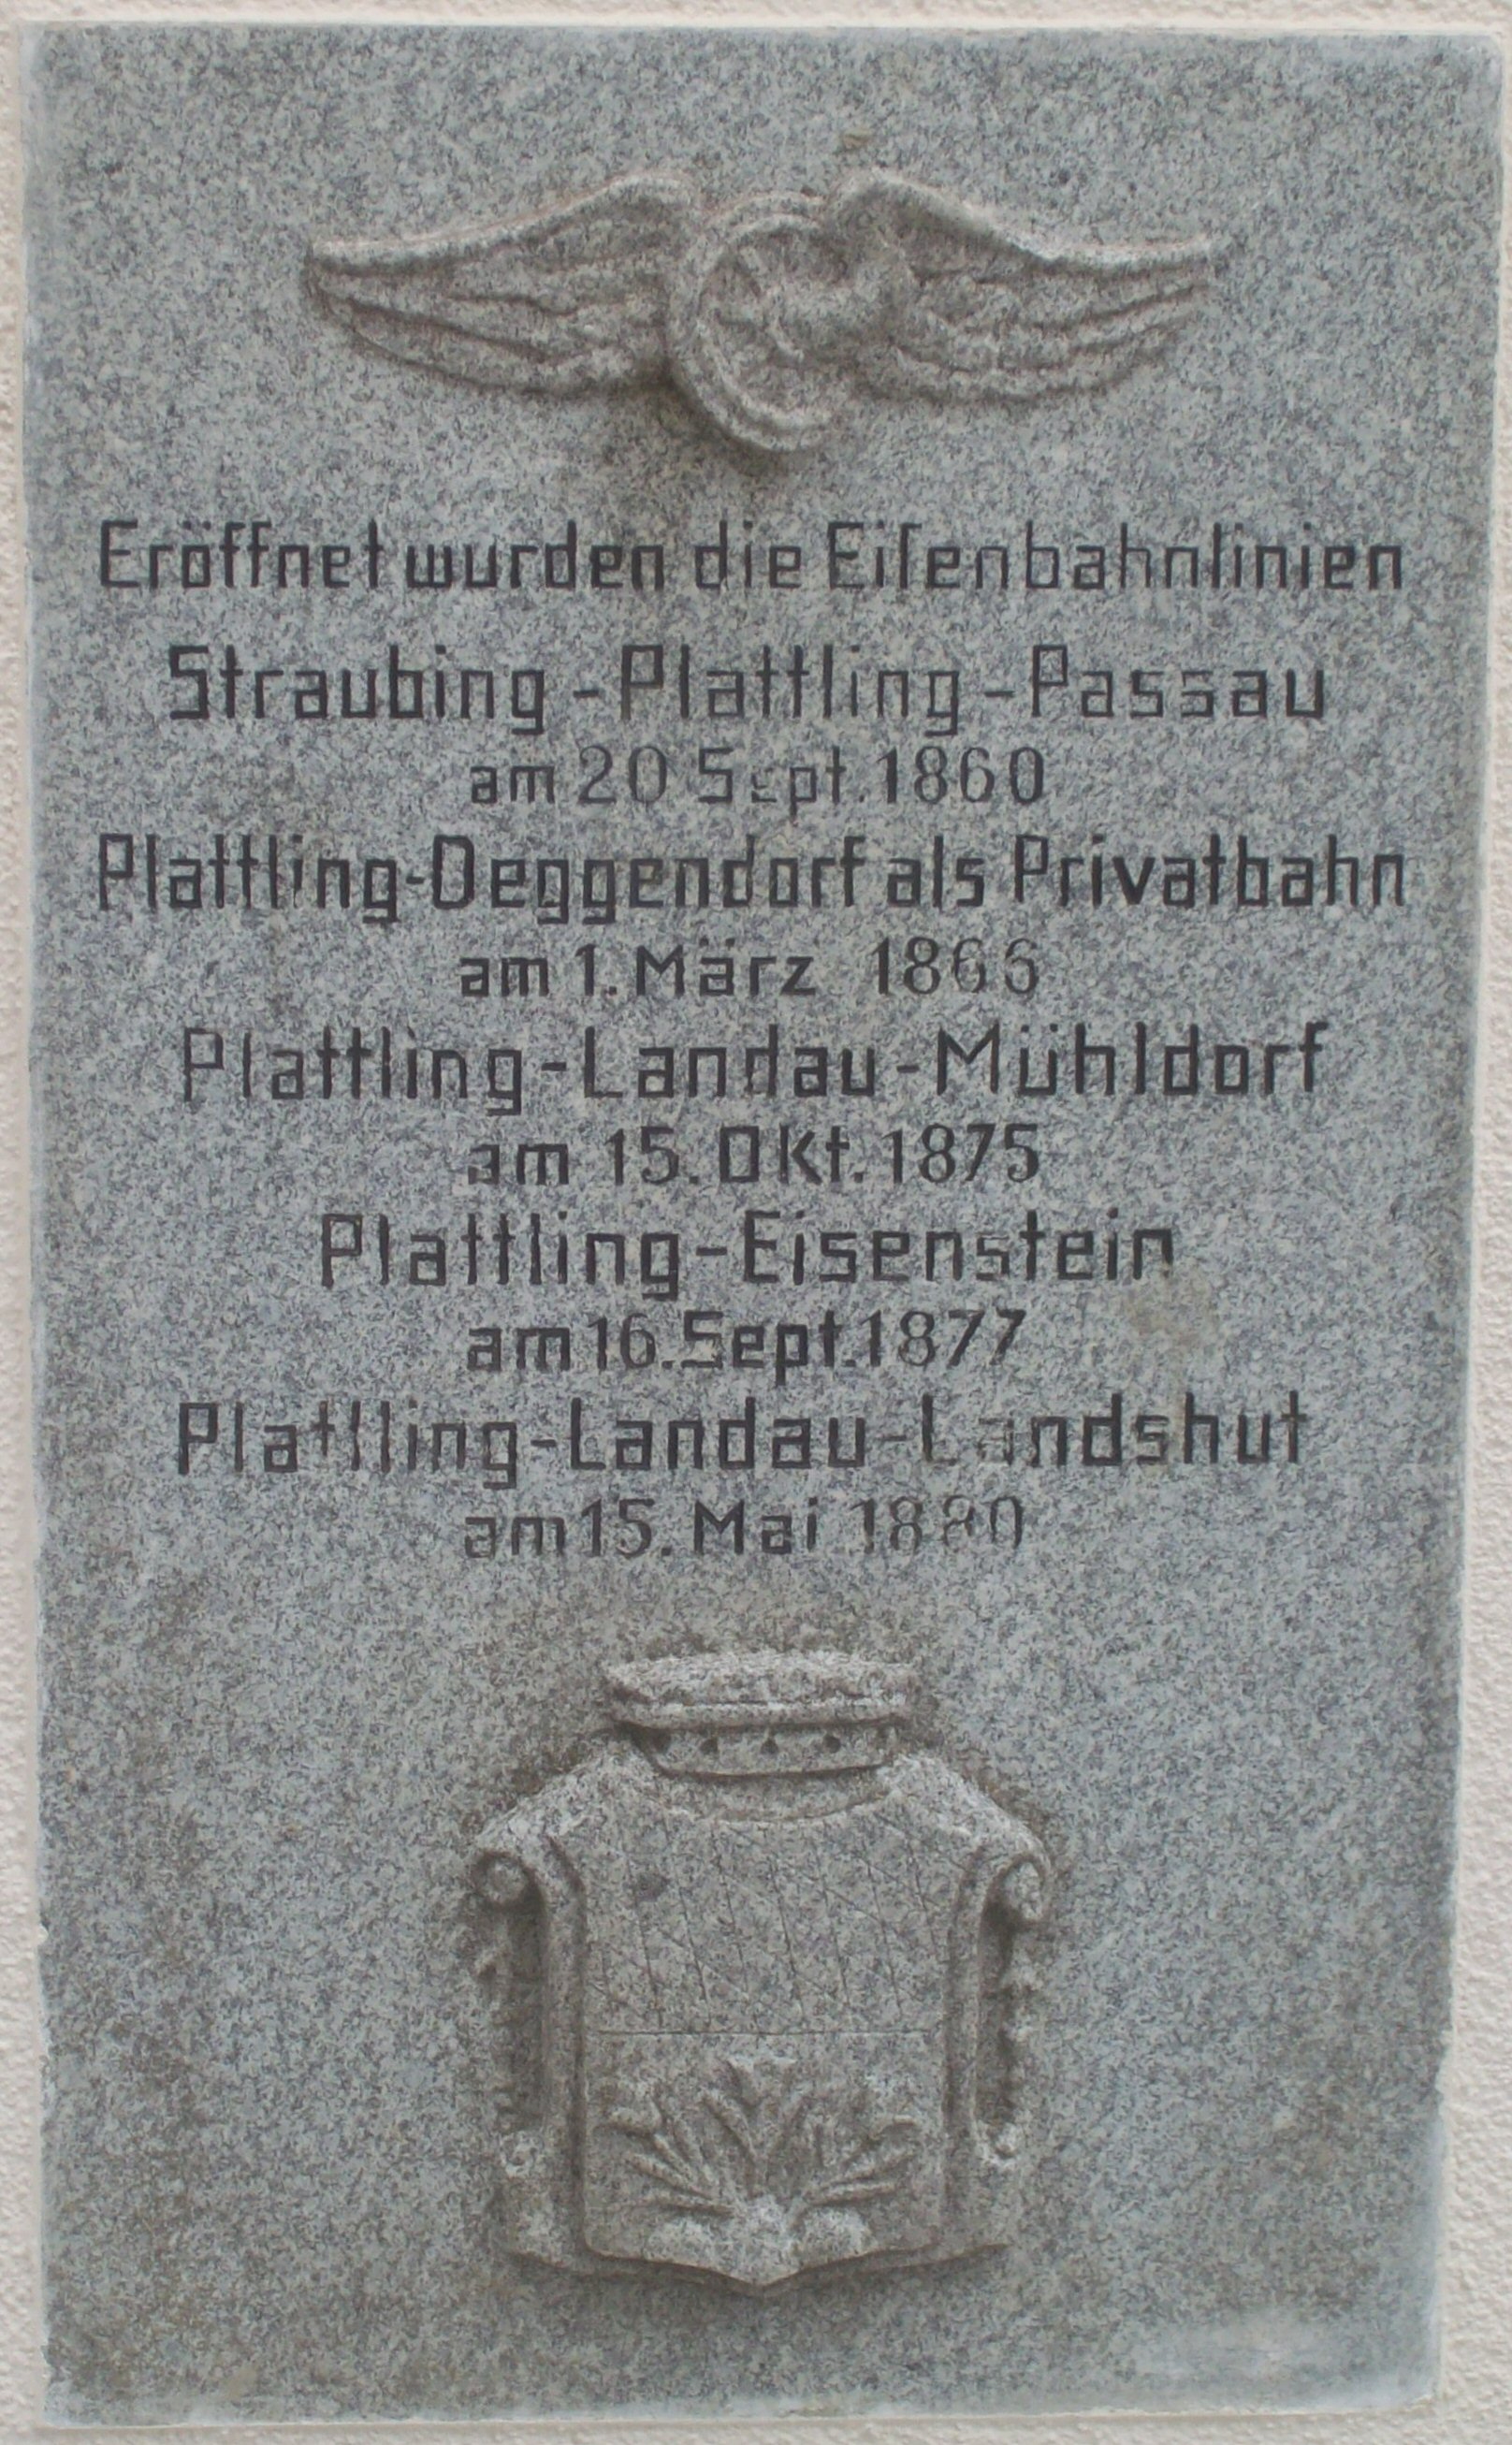 Eröffnet wurden die Eiſenbahnlinien
Straubing - Plattling - Passau
am 20 Sept. 1860
Plattling-Deggendorf als Privatbahn
am 1. März 1866
Plattling-Landau-Mühldorf
am 15. Okt. 1875
Plattling-Eisenstein
am 16. Sept. 1877
Plattling-Landau-Landshut
am 15. Mai 1880